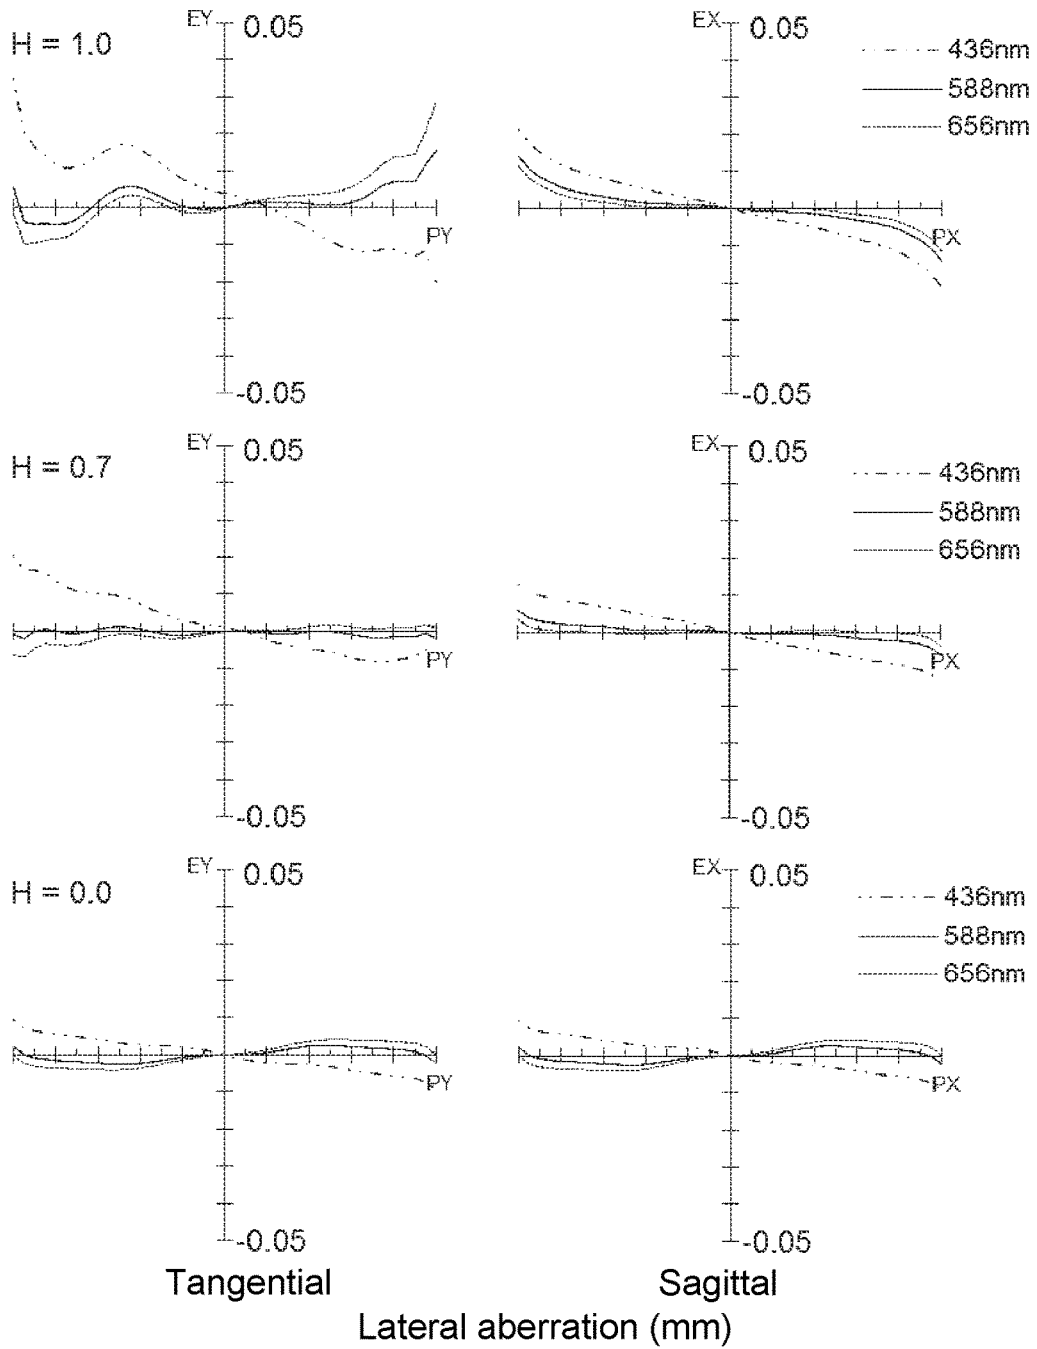 H = 1.0
EY 0.05
PY
-0.05
EX 0.05
PX
-0.05
436nm
588nm
656nm
H = 0.7
EY 0.05
PY
-0.05
EX 0.05
PX
-0.05
436nm
588nm
656nm
H = 0.0
EY 0.05
PY
-0.05
EX 0.05
PX
-0.05
436nm
588nm
656nm
Tangential
Sagittal
Lateral aberration (mm)